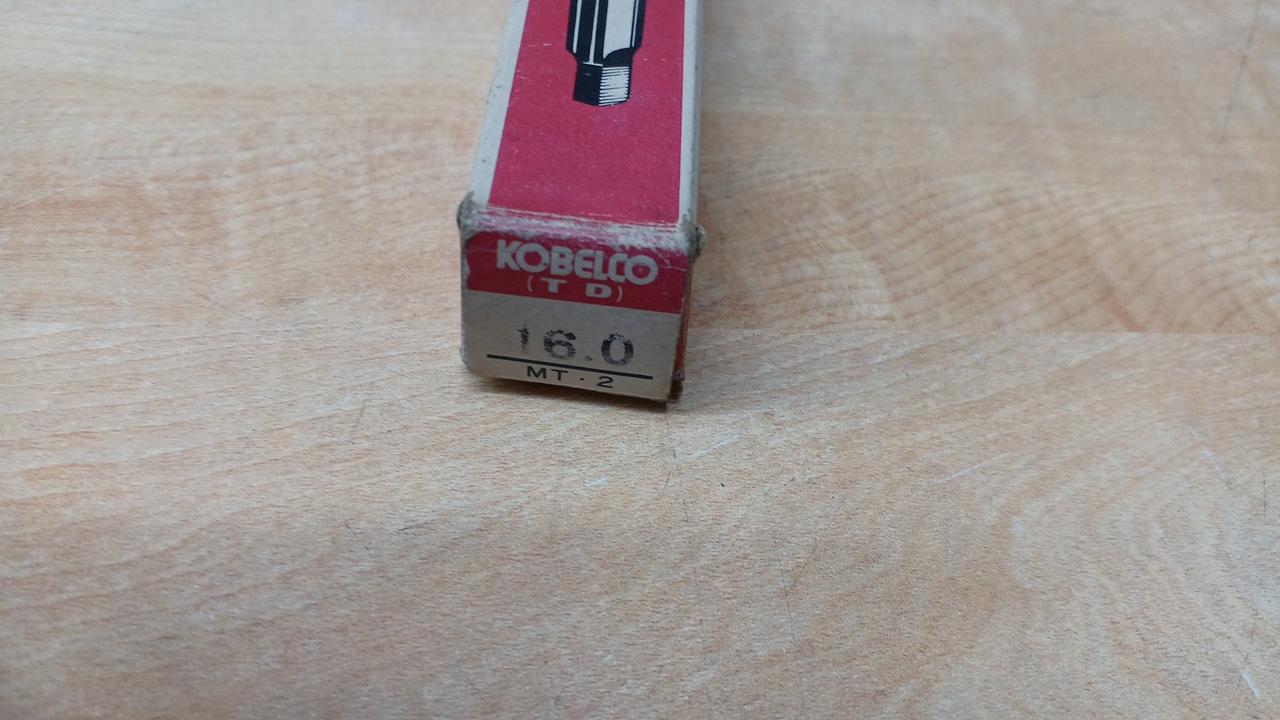 KOBELCO
(T D)
16.0
MT・2